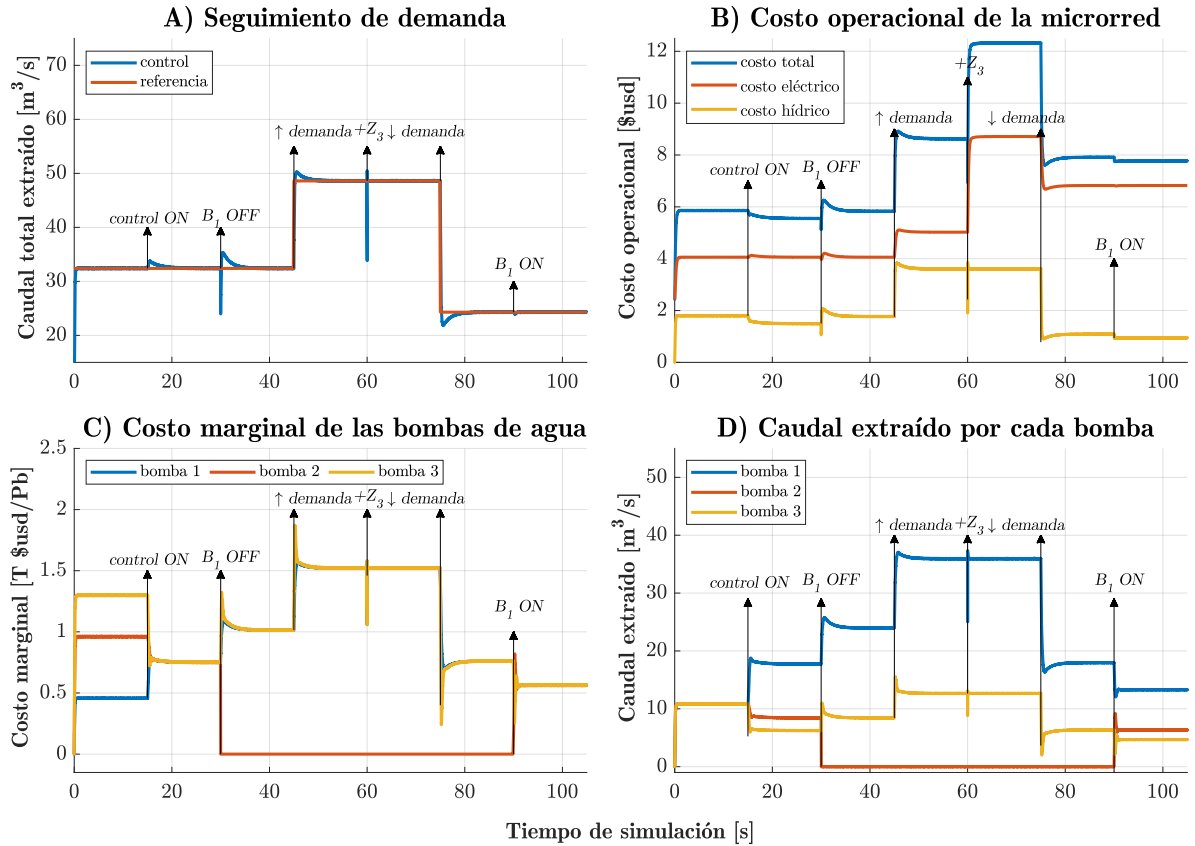 A) Seguimiento de demanda
Caudal total extraído [m³/s]
70
60
50
40
30
20
control
referencia
↑ demanda +Z₃ ↓ demanda
control ON
B₁ OFF
B₁ ON
0 20 40 60 80 100
B) Costo operacional de la microrred
Costo operacional [$usd]
12
10
8
6
4
2
0
costo total
costo eléctrico
costo hídrico
+Z₃
↑ demanda
↓ demanda
control ON
B₁ OFF
B₁ ON
0 20 40 60 80 100
C) Costo marginal de las bombas de agua
Costo marginal [T $usd/Pb]
2.5
2
1.5
1
0.5
0
bomba 1 bomba 2 bomba 3
↑ demanda +Z₃ ↓ demanda
control ON
B₁ OFF
B₁ ON
0 20 40 60 80 100
D) Caudal extraído por cada bomba
Caudal extraído [m³/s]
50
40
30
20
10
0
bomba 1
bomba 2
bomba 3
↑ demanda +Z₃ ↓ demanda
control ON
B₁ OFF
B₁ ON
0 20 40 60 80 100
Tiempo de simulación [s]